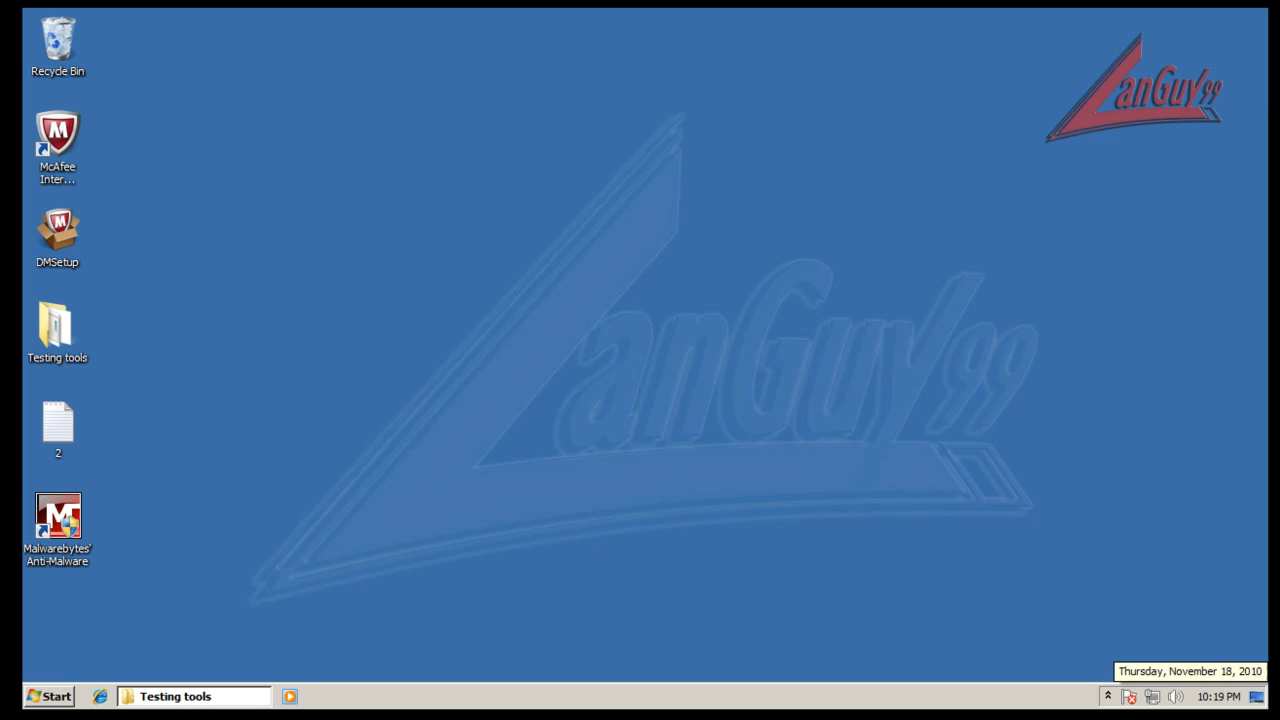 Recycle Bin
McAfee
Inter...
DMSetup
Testing tools
2
Malwarebytes'
Anti-Malware
LanGuy99
LanGuy99
Thursday, November 18, 2010
Start
Testing tools
10:19 PM